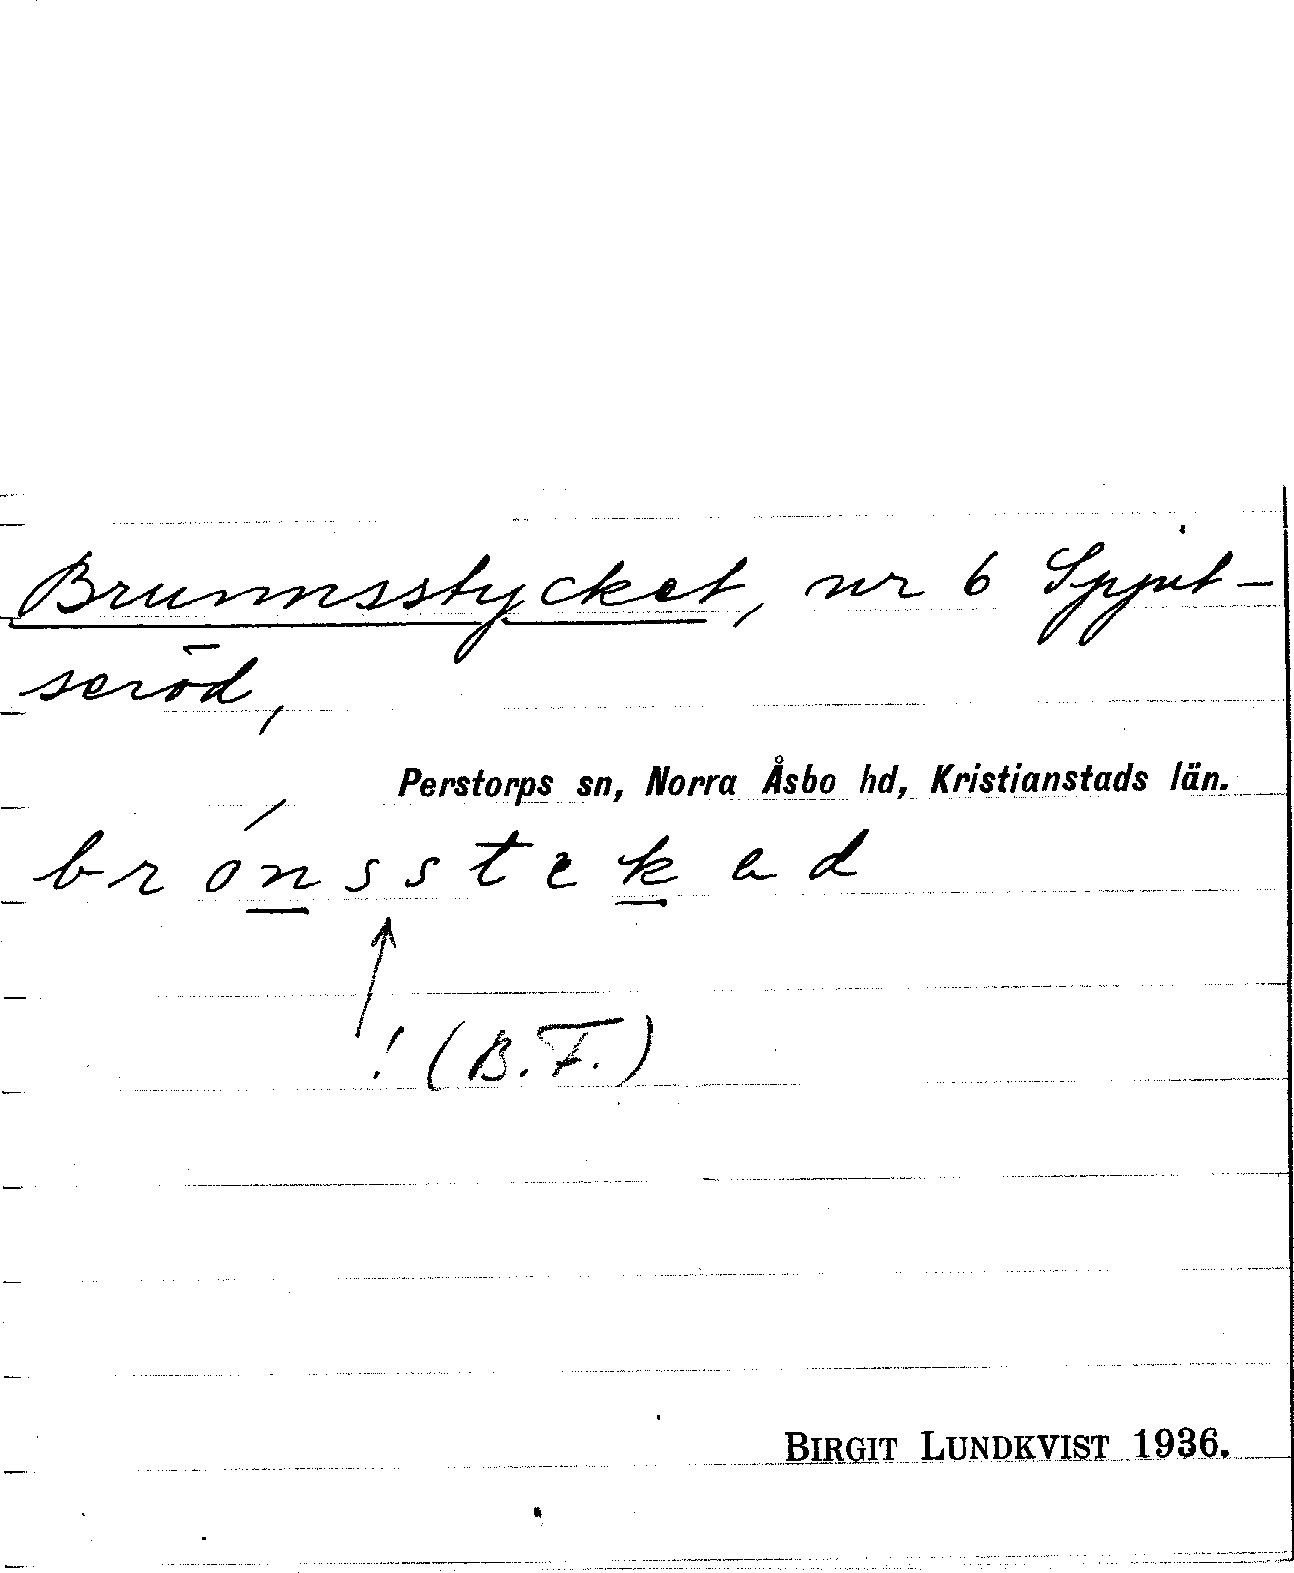 Brunnsstycket, nr 6 Spjut-
seröd,
Perstorps sn, Norra Åsbo hd, Kristianstads län.
brónsstekad
! (B.F.)
BIRGIT LUNDKVIST 1936.